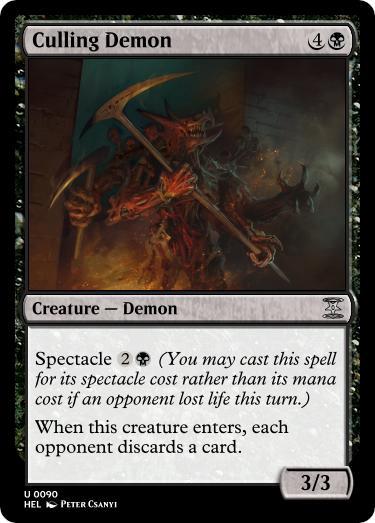 Culling Demon 4
Creature — Demon
Spectacle 2 (You may cast this spell
for its spectacle cost rather than its mana
cost if an opponent lost life this turn.)
When this creature enters, each
opponent discards a card.
3/3
U 0090
HEL Peter Csanyi